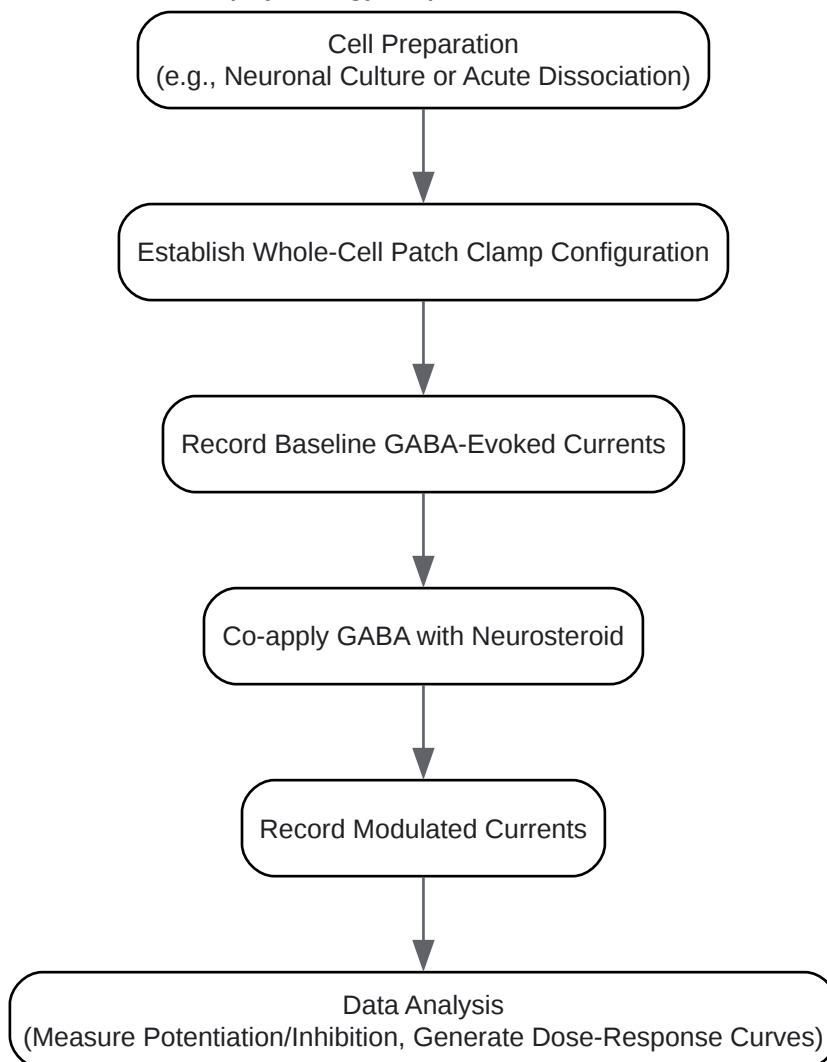 Cell Preparation
(e.g., Neuronal Culture or Acute Dissociation)
Establish Whole-Cell Patch Clamp Configuration
Record Baseline GABA-Evoked Currents
Co-apply GABA with Neurosteroid
Record Modulated Currents
Data Analysis
(Measure Potentiation/Inhibition, Generate Dose-Response Curves)